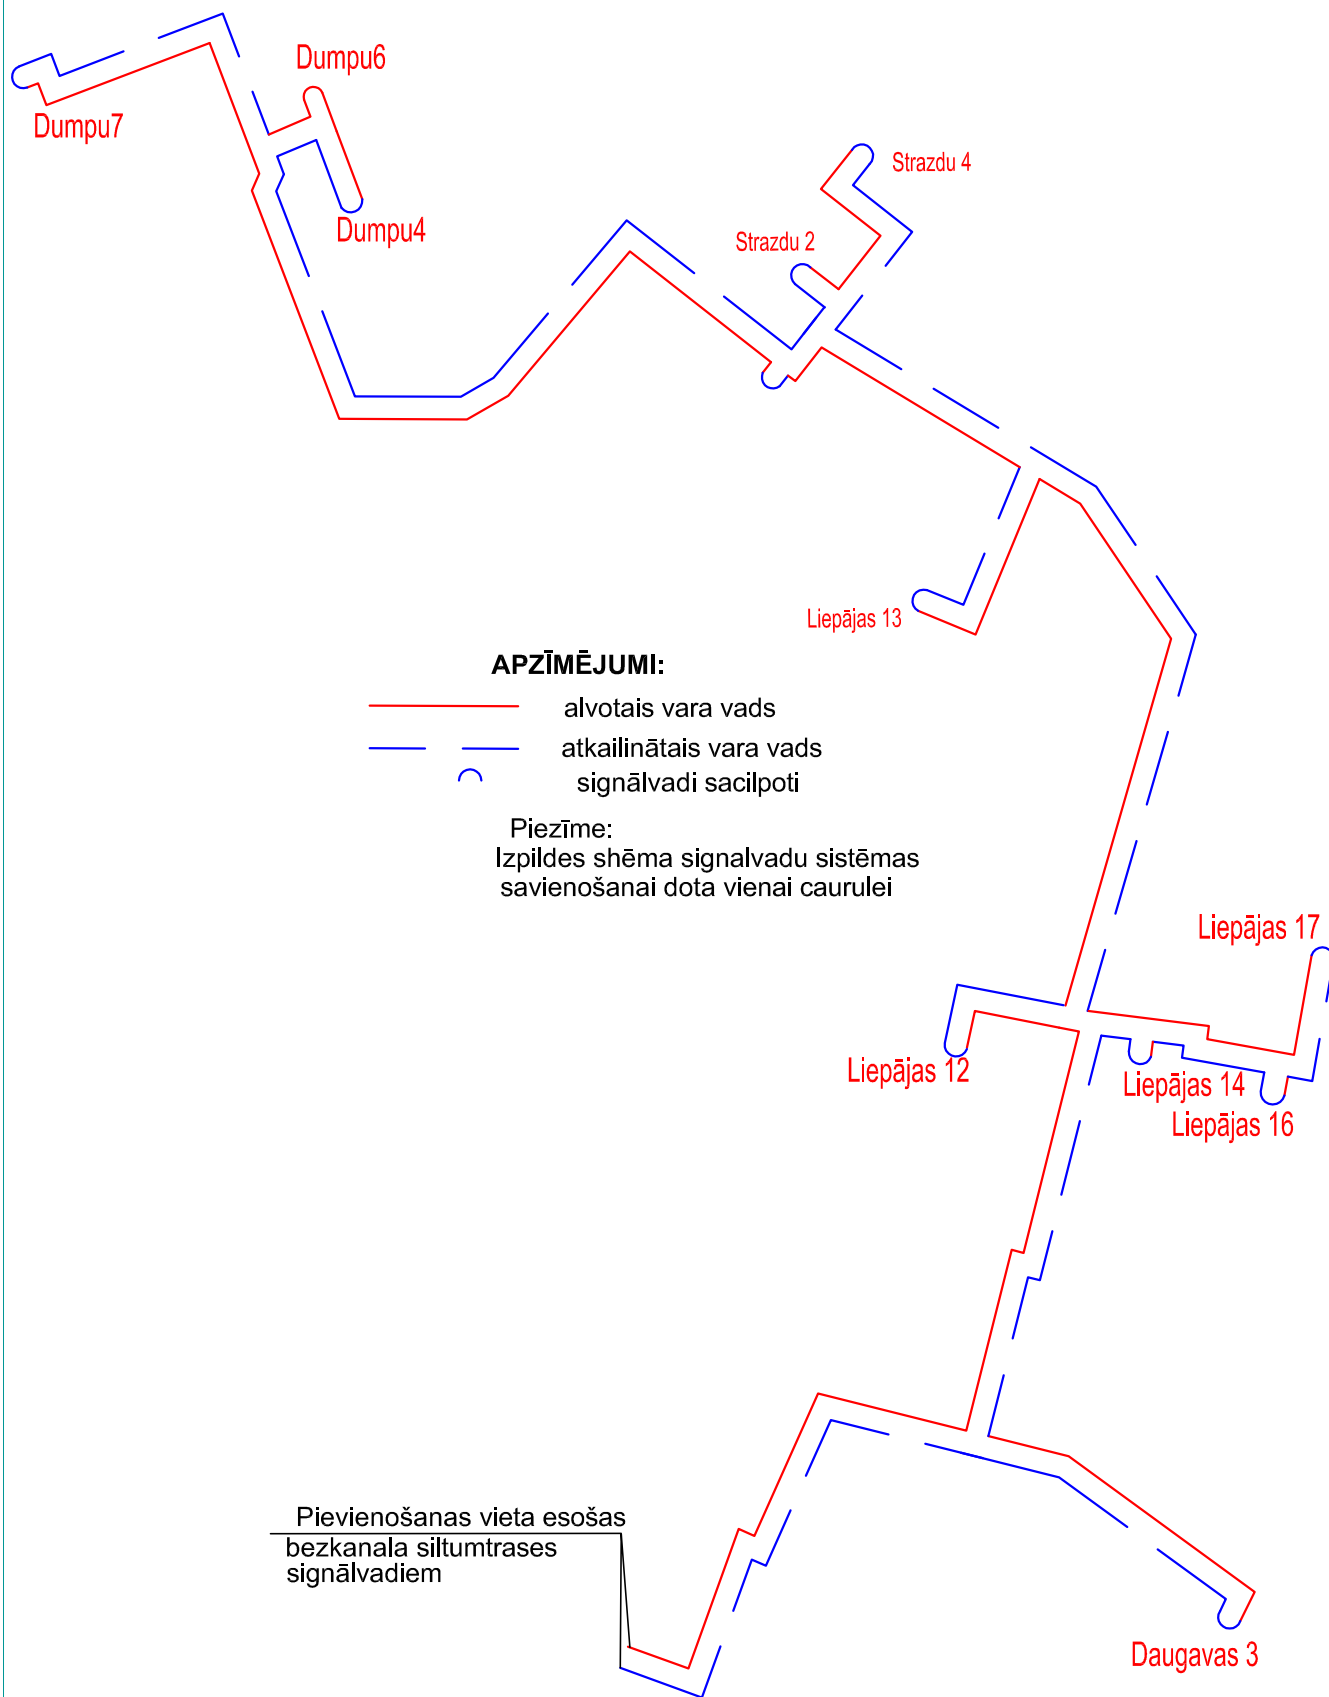 Dumpu6
Dumpu7
Strazdu 4
Dumpu4
Strazdu 2
Liepājas 13
APZĪMĒJUMI:
alvotais vara vads
atkailinātais vara vads
signālvadi sacilpoti
Piezīme:
Izpildes shēma signalvadu sistēmas
savienošanai dota vienai caurulei
Liepājas 17
Liepājas 12
Liepājas 14
Liepājas 16
Pievienošanas vieta esošas
bezkanala siltumtrases
signālvadiem
Daugavas 3